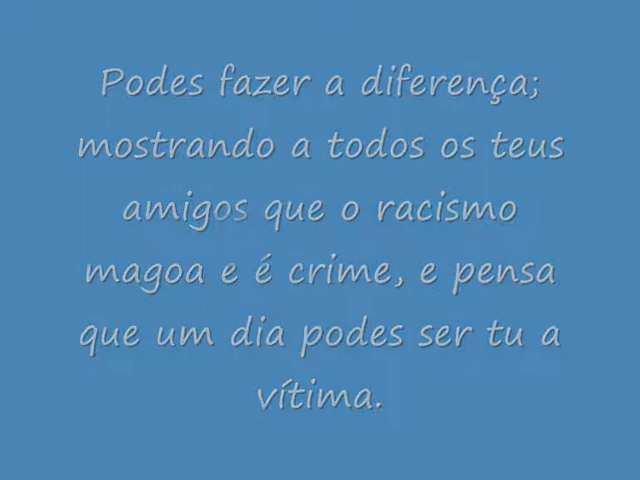 Podes fazer a diferença;
mostrando a todos os teus
amigos que o racismo
magoa e é crime, e pensa
que um dia podes ser tu a
vítima.